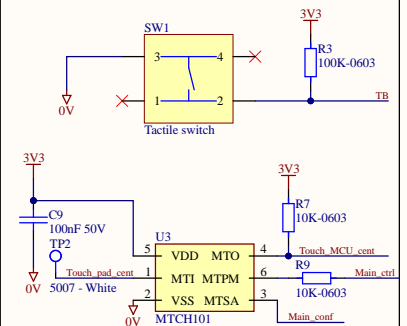 SW1
3V3
3
4
R3
100K-0603
1
2
TB
0V
Tactile switch
3V3
3V3
C9
100nF 50V
TP2
U3
R7
10K-0603
5
VDD
MTO
4
Touch_MCU_cent
Touch_pad_cent
1
MTI
MTPM
6
R9
Main_ctrl
5007 - White
2
VSS
MTSA
3
10K-0603
0V
0V
MTCH101
Main_conf